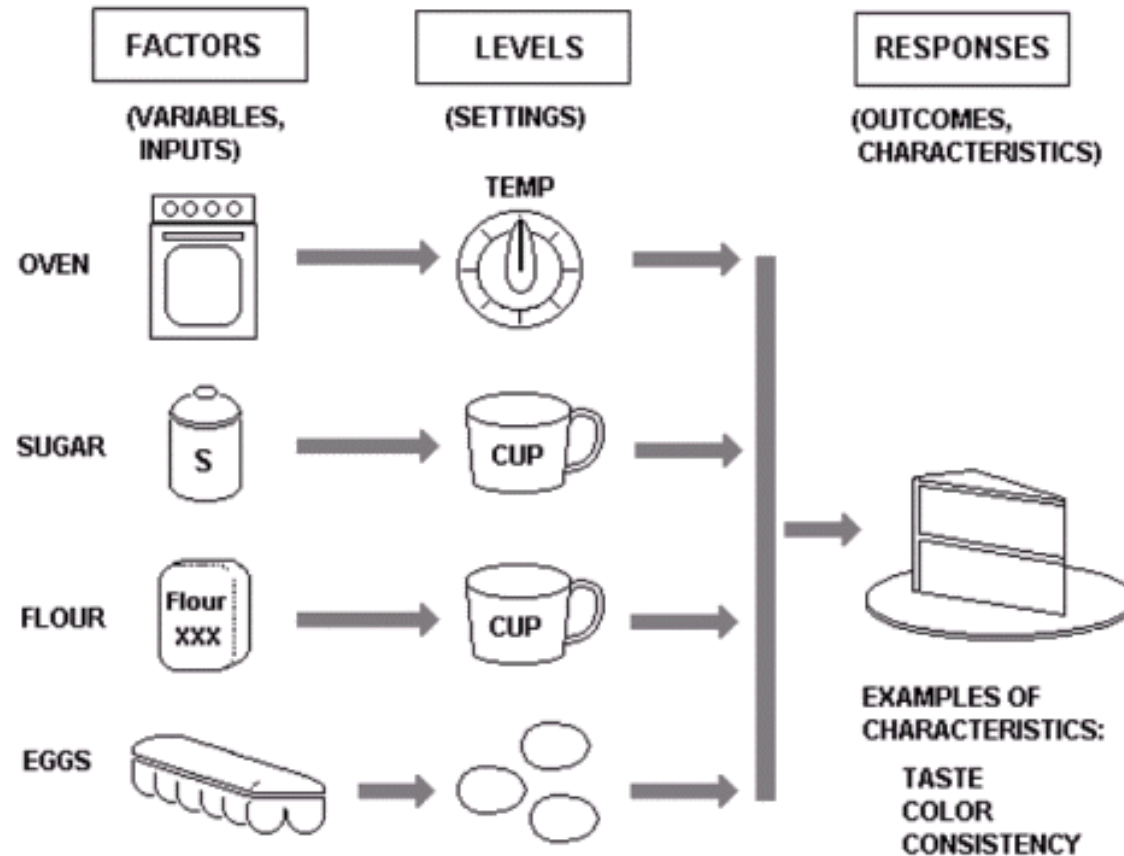 FACTORS
LEVELS
RESPONSES
(VARIABLES,
INPUTS)
(SETTINGS)
(OUTCOMES,
CHARACTERISTICS)
TEMP
OVEN
SUGAR
S
CUP
FLOUR
Flour
XXX
CUP
EGGS
EXAMPLES OF
CHARACTERISTICS:
TASTE
COLOR
CONSISTENCY